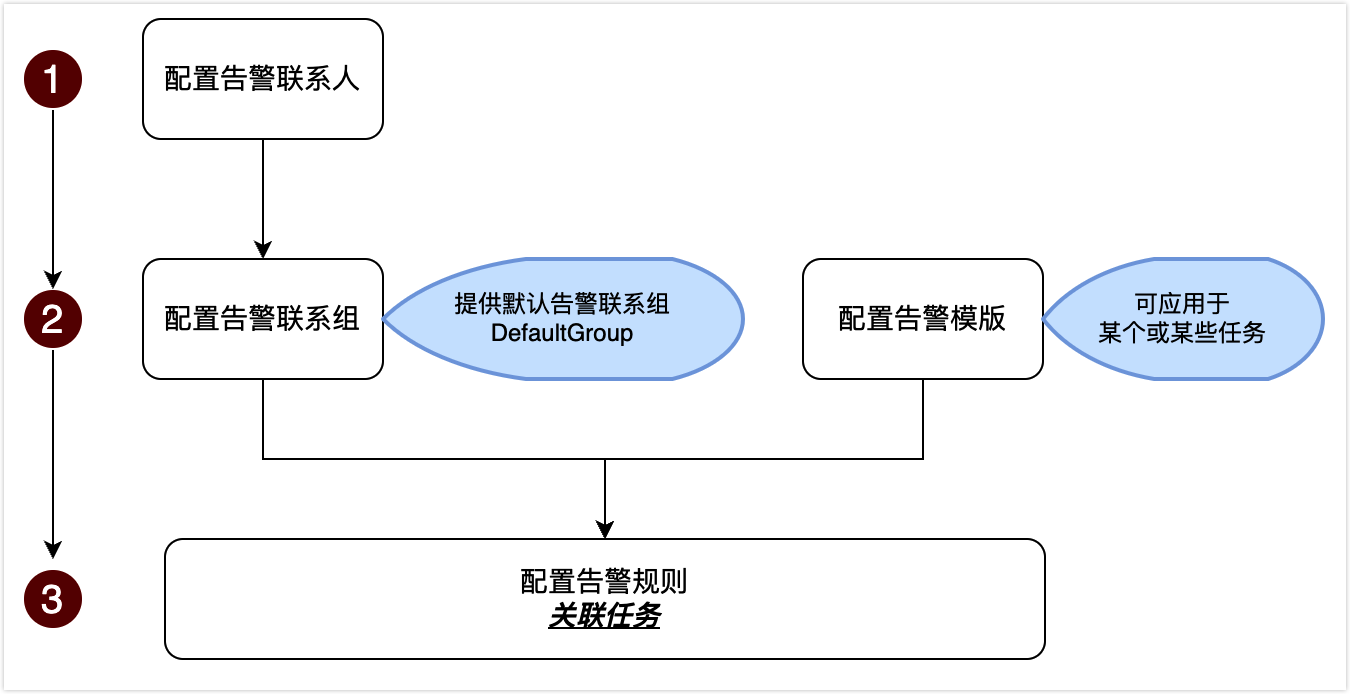 1
配置告警联系人
2
配置告警联系组
提供默认告警联系组
DefaultGroup
配置告警模版
可应用于
某个或某些任务
3
配置告警规则
关联任务